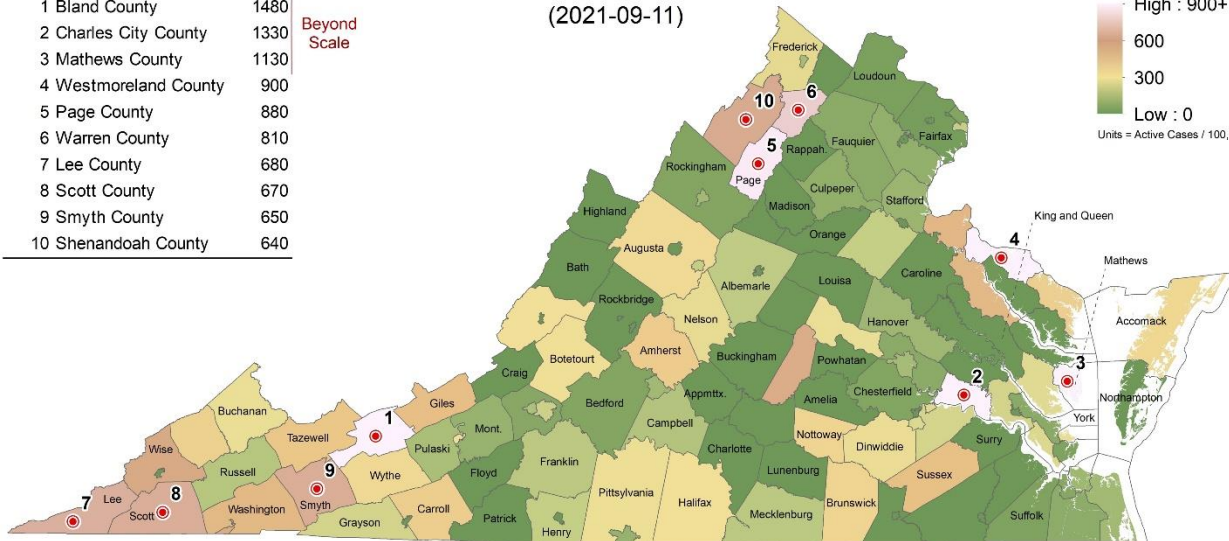 1 Bland County 1480
2 Charles City County 1330
3 Mathews County 1130
4 Westmoreland County 900
5 Page County 880
6 Warren County 810
7 Lee County 680
8 Scott County 670
9 Smyth County 650
10 Shenandoah County 640
Beyond
Scale
(2021-09-11)
High : 900+
600
300
Low : 0
Units = Active Cases / 100,
Frederick
Loudoun
10
6
Fairfax
Fauquier
5
Rappah.
Rockingham
Page
Culpeper
Stafford
Madison
Highland
King and Queen
Orange
4
Augusta
Mathews
Bath
Caroline
Louisa
Albemarle
Rockbridge
Accomack
Nelson
Hanover
Amherst
Buckingham
Botetourt
Powhatan
3
Craig
2
Chesterfield
Appmttx.
Northampton
Amelia
Bedford
Giles
Buchanan
1
York
Campbell
Mont.
Nottoway
Tazewell
Surry
Dinwiddie
Wise
Pulaski
Charlotte
Franklin
Russell
9
Lunenburg
Floyd
Wythe
Sussex
Pittsylvania
7
Lee
8
Halifax
Brunswick
Smyth
Washington
Carroll
Scott
Mecklenburg
Suffolk
Patrick
Grayson
Henry